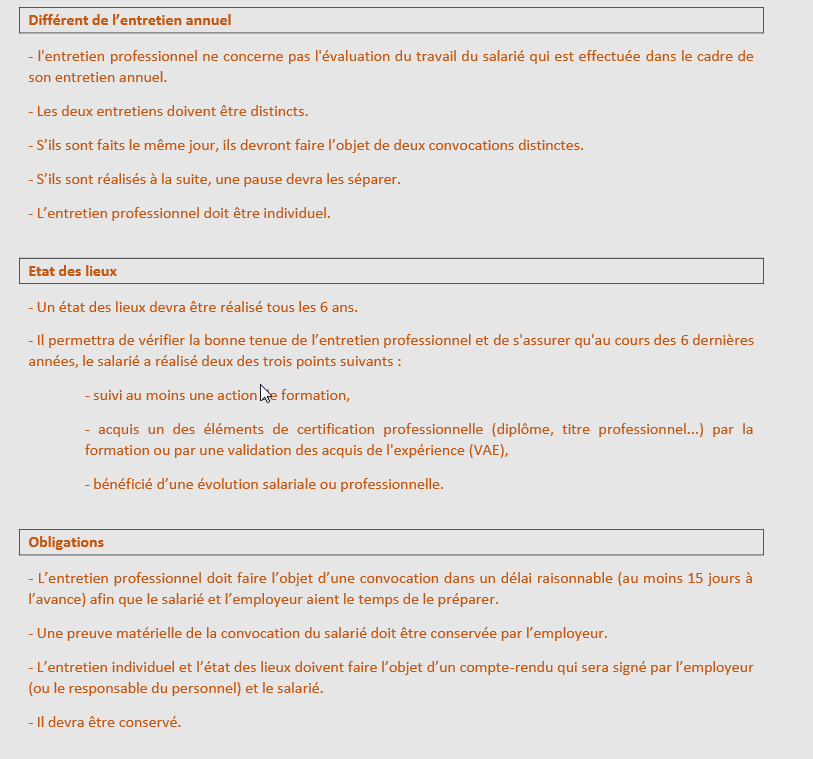 Différent de l’entretien annuel
- l'entretien professionnel ne concerne pas l'évaluation du travail du salarié qui est effectuée dans le cadre de
son entretien annuel.
- Les deux entretiens doivent être distincts.
- S’ils sont faits le même jour, ils devront faire l’objet de deux convocations distinctes.
- S’ils sont réalisés à la suite, une pause devra les séparer.
- L’entretien professionnel doit être individuel.
Etat des lieux
- Un état des lieux devra être réalisé tous les 6 ans.
- Il permettra de vérifier la bonne tenue de l’entretien professionnel et de s'assurer qu'au cours des 6 dernières
années, le salarié a réalisé deux des trois points suivants :
- suivi au moins une action de formation,
- acquis un des éléments de certification professionnelle (diplôme, titre professionnel...) par la
formation ou par une validation des acquis de l'expérience (VAE),
- bénéficié d’une évolution salariale ou professionnelle.
Obligations
- L’entretien professionnel doit faire l’objet d’une convocation dans un délai raisonnable (au moins 15 jours à
l’avance) afin que le salarié et l’employeur aient le temps de le préparer.
- Une preuve matérielle de la convocation du salarié doit être conservée par l’employeur.
- L’entretien individuel et l’état des lieux doivent faire l’objet d’un compte-rendu qui sera signé par l’employeur
(ou le responsable du personnel) et le salarié.
- Il devra être conservé.